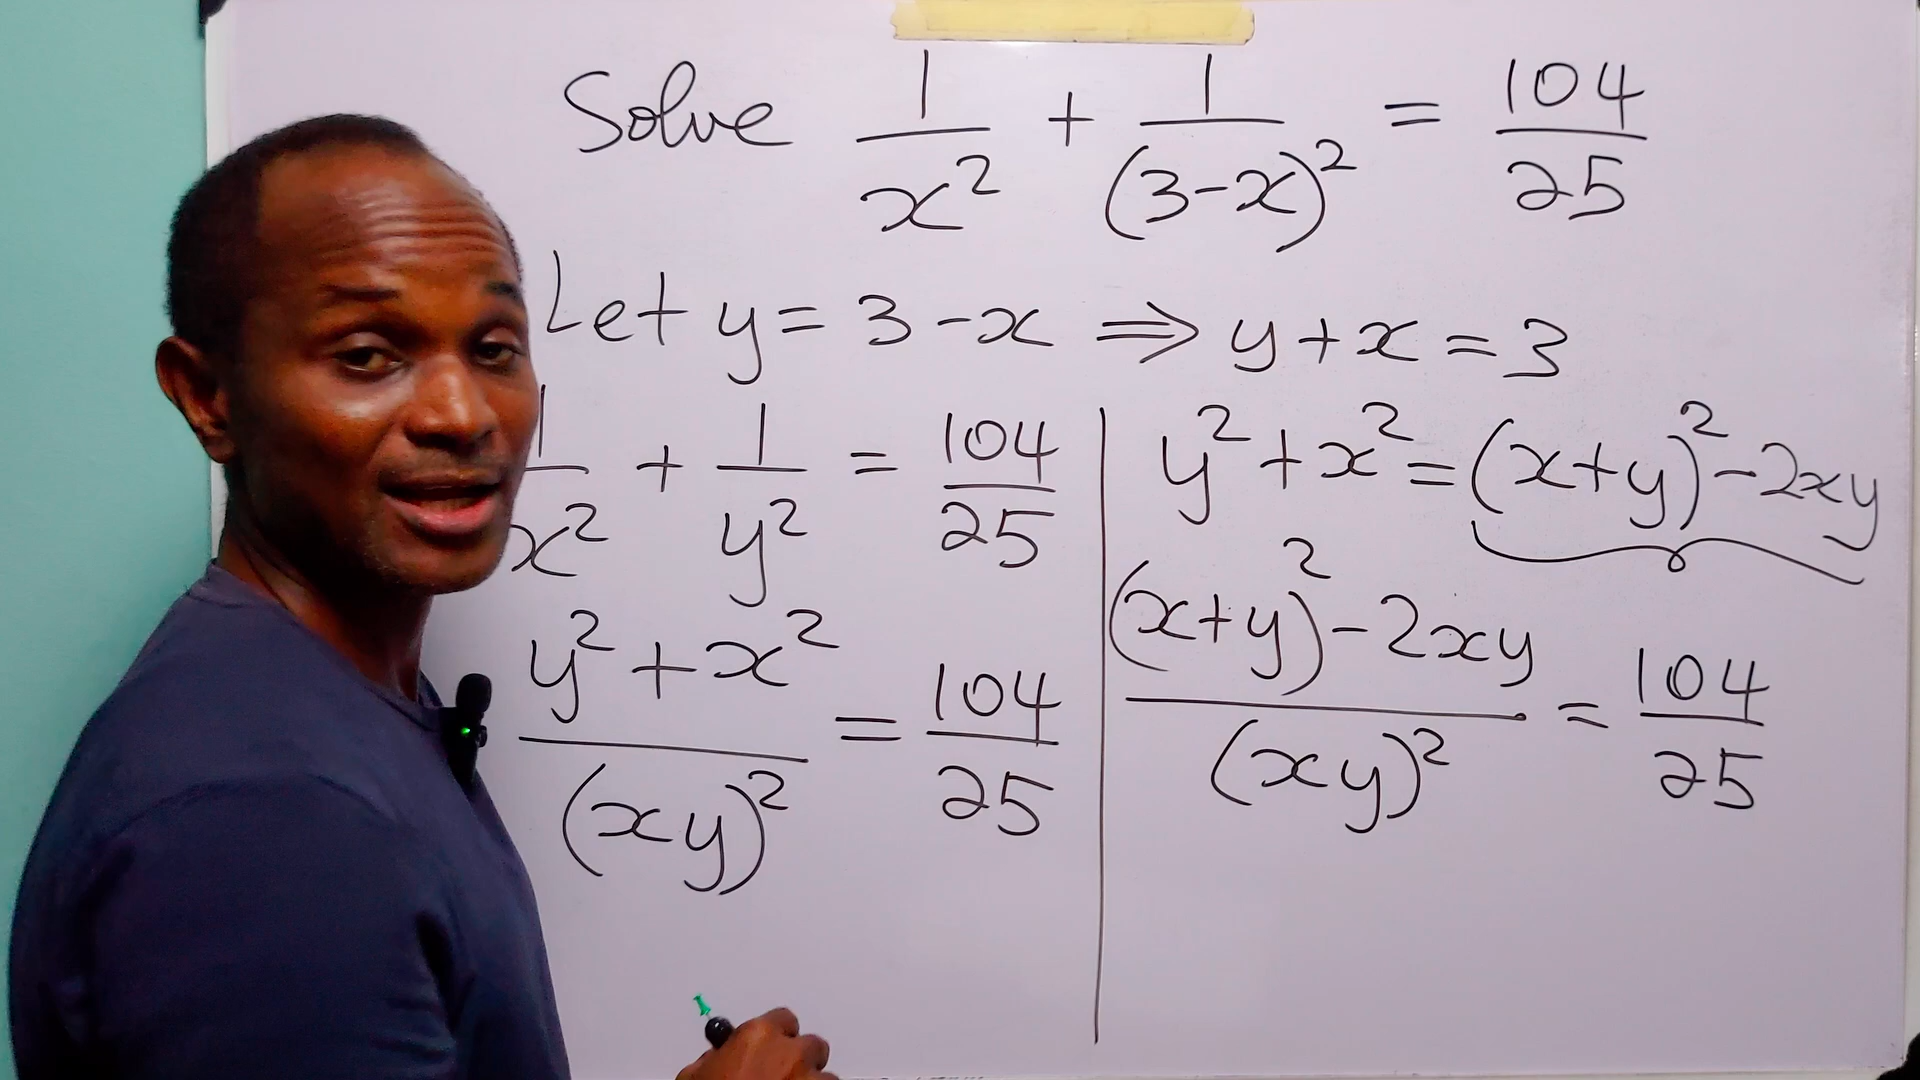 Solve 1/x² + 1/(3-x)² = 104/25
Let y = 3-x ⇒ y+x = 3
1/x² + 1/y² = 104/25
(y²+x²)/(xy)² = 104/25
y²+x² = (x+y)²-2xy
((x+y)²-2xy)/(xy)² = 104/25